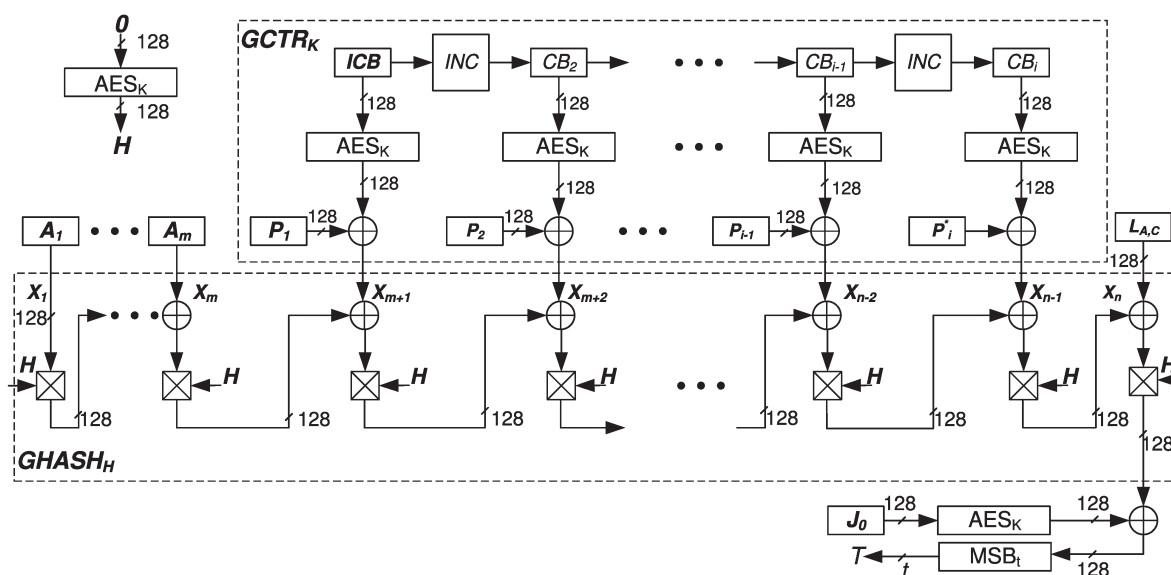 0
128
AES_K
128
H
GCTR_K
ICB INC CB_2 • • • CB_{i-1} INC CB_i
128 128 128 128
AES_K AES_K • • • AES_K AES_K
128 128 128 128
P_1 128 P_2 128 • • • P_{i-1} 128 P^*_i
A_1 • • • A_m L_{A,C}
128
X_1 X_m X_{m+1} X_{m+2} X_{n-2} X_{n-1} X_n
128 • • •
H H H H • • • H H H
128 128 128 128 128 128 128
GHASH_H
J_0 128 AES_K 128
T t MSB_t 128